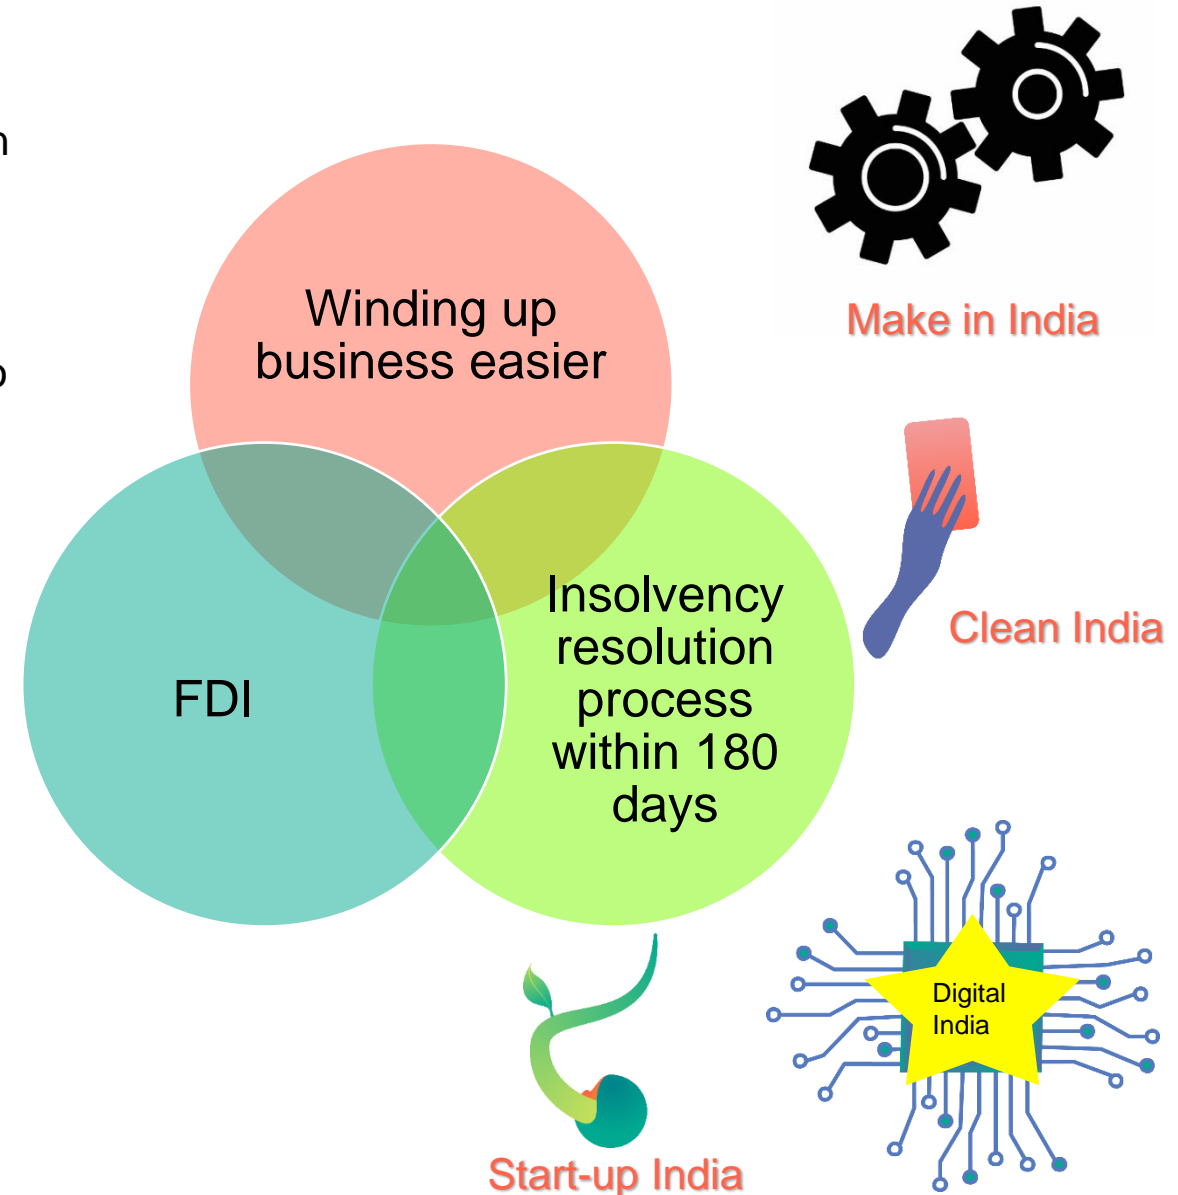 Winding up
business easier
Make in India
Clean India
Insolvency
resolution
process
within 180
days
FDI
Digital
India
Start-up India